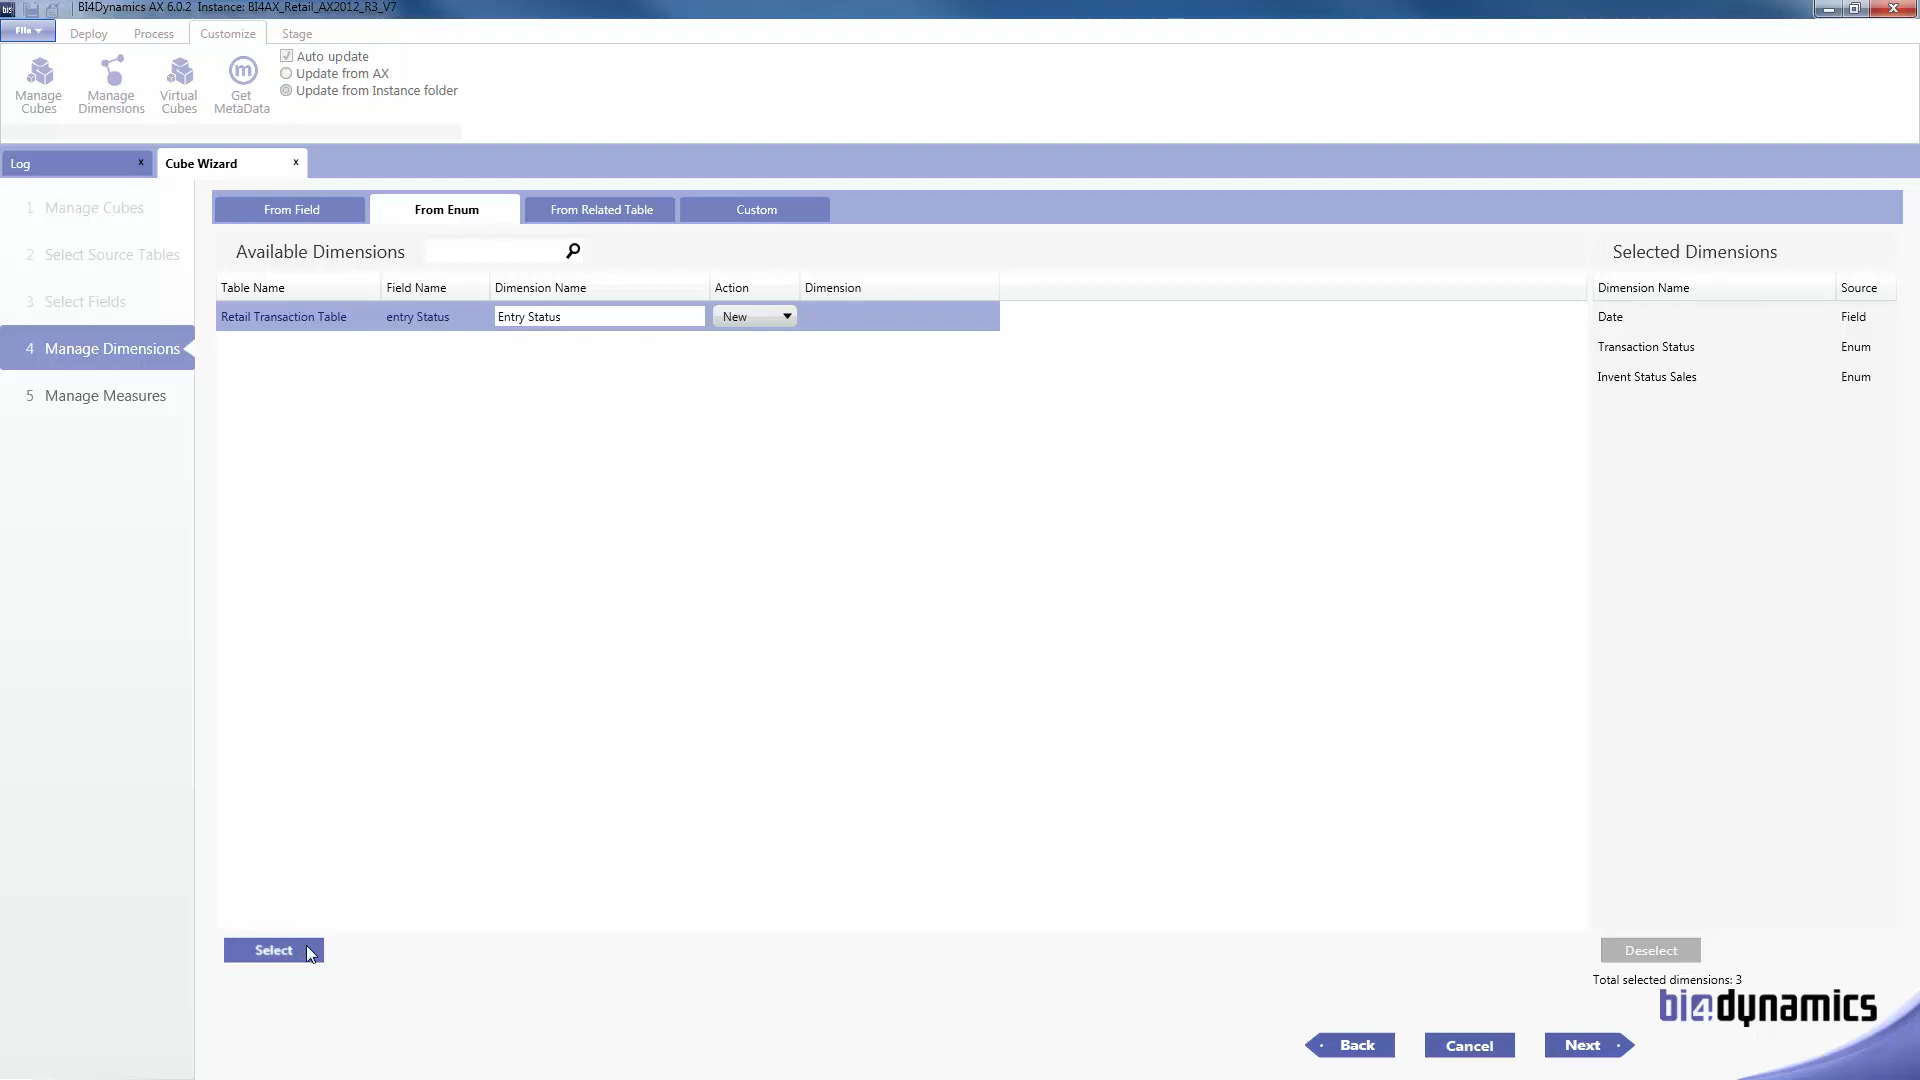 BI4Dynamics AX 6.0.2 Instance: BI4AX_Retail_AX2012_R3_V7
File
Deploy
Process
Customize
Stage
Manage Cubes
Manage Dimensions
Virtual Cubes
Get MetaData
Auto update
Update from AX
Update from Instance folder
Log x
Cube Wizard x
1 Manage Cubes
2 Select Source Tables
3 Select Fields
4 Manage Dimensions
5 Manage Measures
From Field
From Enum
From Related Table
Custom
Available Dimensions
Table Name Field Name Dimension Name Action Dimension
Retail Transaction Table entry Status Entry Status New
Selected Dimensions
Dimension Name Source
Date Field
Transaction Status Enum
Invent Status Sales Enum
Select
Deselect
Total selected dimensions: 3
bi4dynamics
Back
Cancel
Next